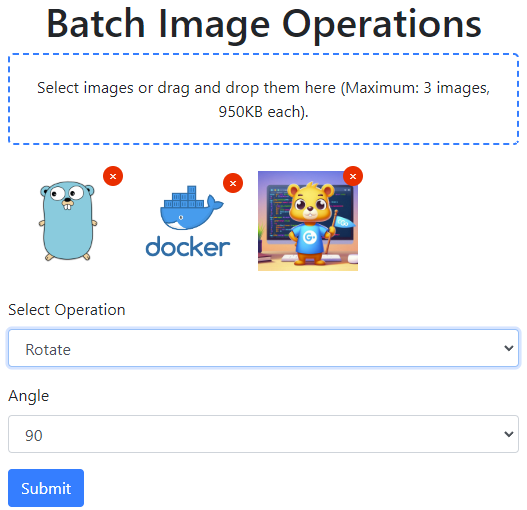 Batch Image Operations
Select images or drag and drop them here (Maximum: 3 images,
950KB each).
×
×
×
docker
Select Operation
Rotate
Angle
90
Submit